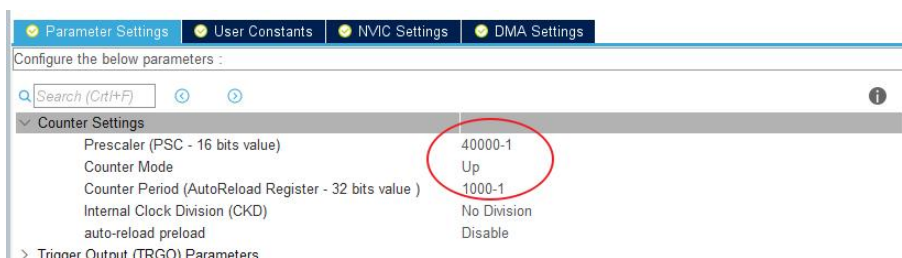 Parameter Settings User Constants NVIC Settings DMA Settings
Configure the below parameters :
Search (Crtl+F)
Counter Settings
Prescaler (PSC - 16 bits value) 40000-1
Counter Mode Up
Counter Period (AutoReload Register - 32 bits value ) 1000-1
Internal Clock Division (CKD) No Division
auto-reload preload Disable
Trigger Output (TRGO) Parameters